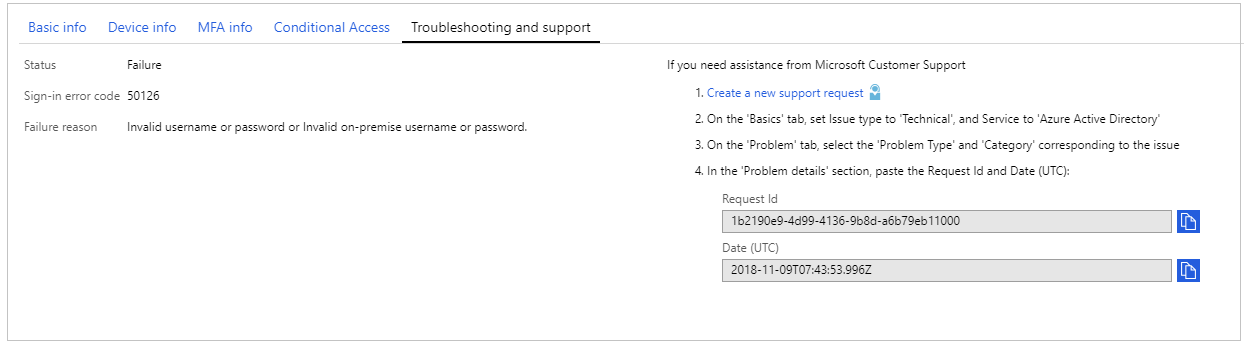 Basic info Device info MFA info Conditional Access Troubleshooting and support
Status Failure
Sign-in error code 50126
Failure reason Invalid username or password or Invalid on-premise username or password.
If you need assistance from Microsoft Customer Support
1. Create a new support request
2. On the 'Basics' tab, set Issue type to 'Technical', and Service to 'Azure Active Directory'
3. On the 'Problem' tab, select the 'Problem Type' and 'Category' corresponding to the issue
4. In the 'Problem details' section, paste the Request Id and Date (UTC):
Request Id
1b2190e9-4d99-4136-9b8d-a6b79eb11000
Date (UTC)
2018-11-09T07:43:53.996Z